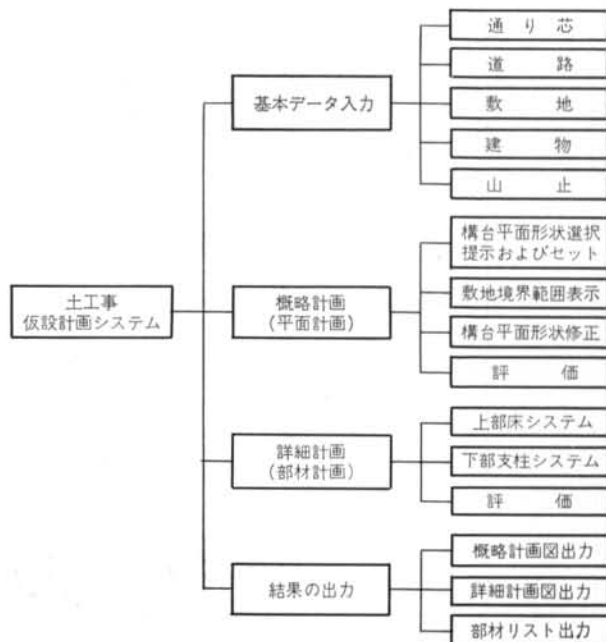 土工事
仮設計画システム
基本データ入力
通り芯
道路
敷地
建物
山止
概略計画
(平面計画)
構台平面形状選択
提示およびセット
敷地境界範囲表示
構台平面形状修正
評価
詳細計画
(部材計画)
上部床システム
下部支柱システム
評価
結果の出力
概略計画図出力
詳細計画図出力
部材リスト出力